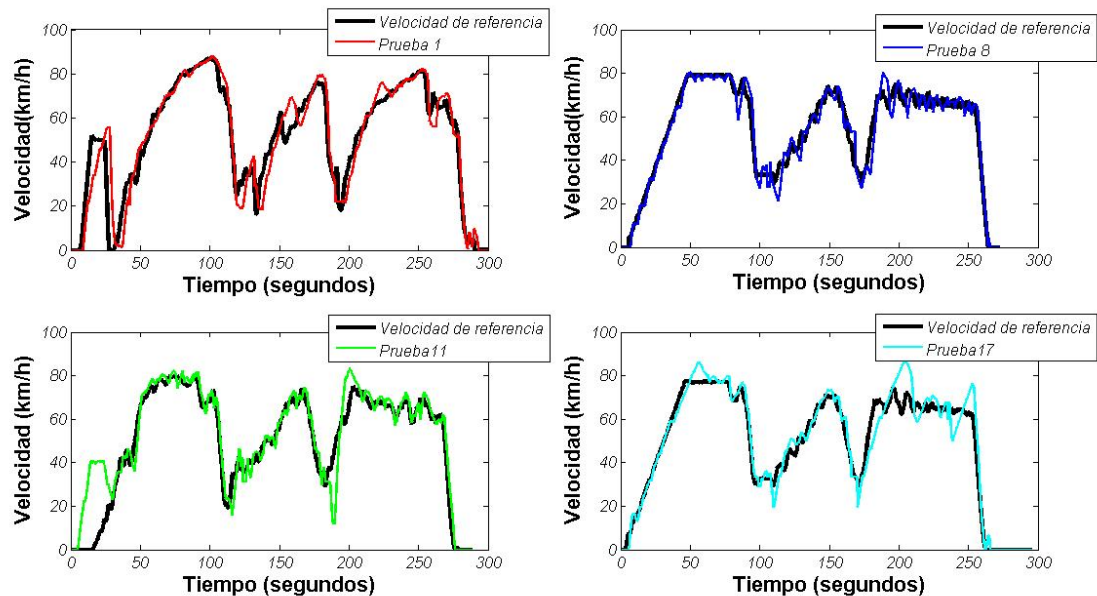 Velocidad de referencia
Prueba 1
100
80
60
40
20
0
Velocidad(km/h)
0 50 100 150 200 250 300
Tiempo (segundos)
Velocidad de referencia
Prueba 8
100
80
60
40
20
0
Velocidad (km/h)
0 50 100 150 200 250 300
Tiempo (segundos)
Velocidad de referencia
Prueba11
100
80
60
40
20
0
Velocidad (km/h)
0 50 100 150 200 250 300
Tiempo (segundos)
Velocidad de referencia
Prueba17
100
80
60
40
20
0
Velocidad (km/h)
0 50 100 150 200 250 300
Tiempo (segundos)